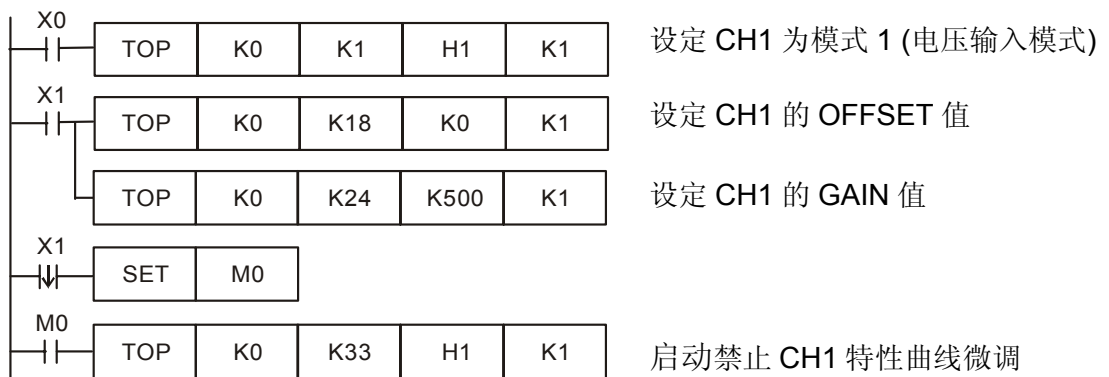 X0
TOP K0 K1 H1 K1 设定 CH1 为模式 1 (电压输入模式)
X1
TOP K0 K18 K0 K1 设定 CH1 的 OFFSET 值
TOP K0 K24 K500 K1 设定 CH1 的 GAIN 值
X1
SET M0
M0
TOP K0 K33 H1 K1 启动禁止 CH1 特性曲线微调